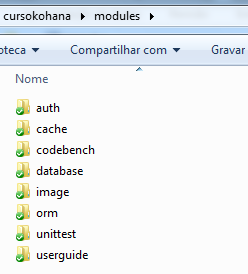 cursokohana ▸ modules ▸
oteca ▼ Compartilhar com ▼ Gravar
Nome
auth
cache
codebench
database
image
orm
unittest
userguide